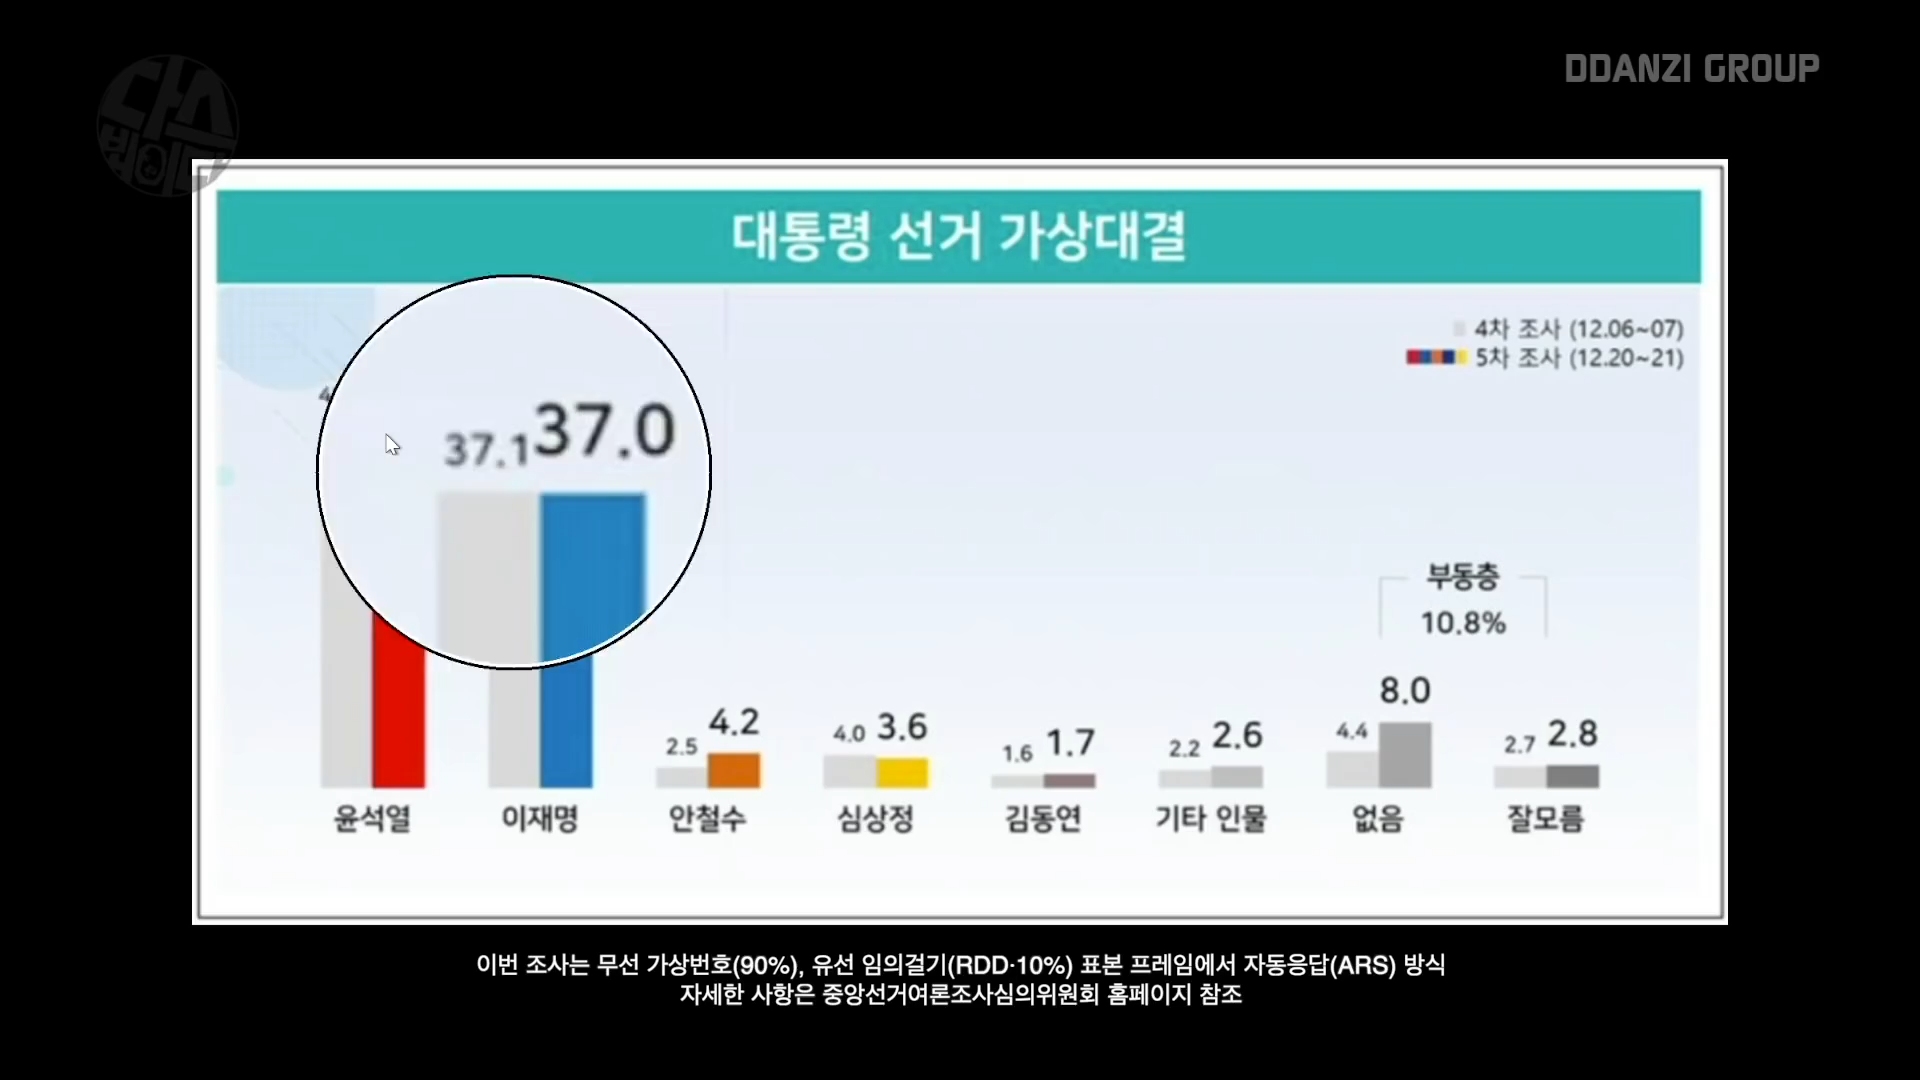 다스뵈이다
DDANZI GROUP
대통령 선거 가상대결
4차 조사 (12.06~07)
5차 조사 (12.20~21)
4
37.1 37.0
부동층
10.8%
2.5 4.2
4.0 3.6
1.6 1.7
2.2 2.6
4.4 8.0
2.7 2.8
윤석열 이재명 안철수 심상정 김동연 기타 인물 없음 잘모름
이번 조사는 무선 가상번호(90%), 유선 임의걸기(RDD·10%) 표본 프레임에서 자동응답(ARS) 방식
자세한 사항은 중앙선거여론조사심의위원회 홈페이지 참조